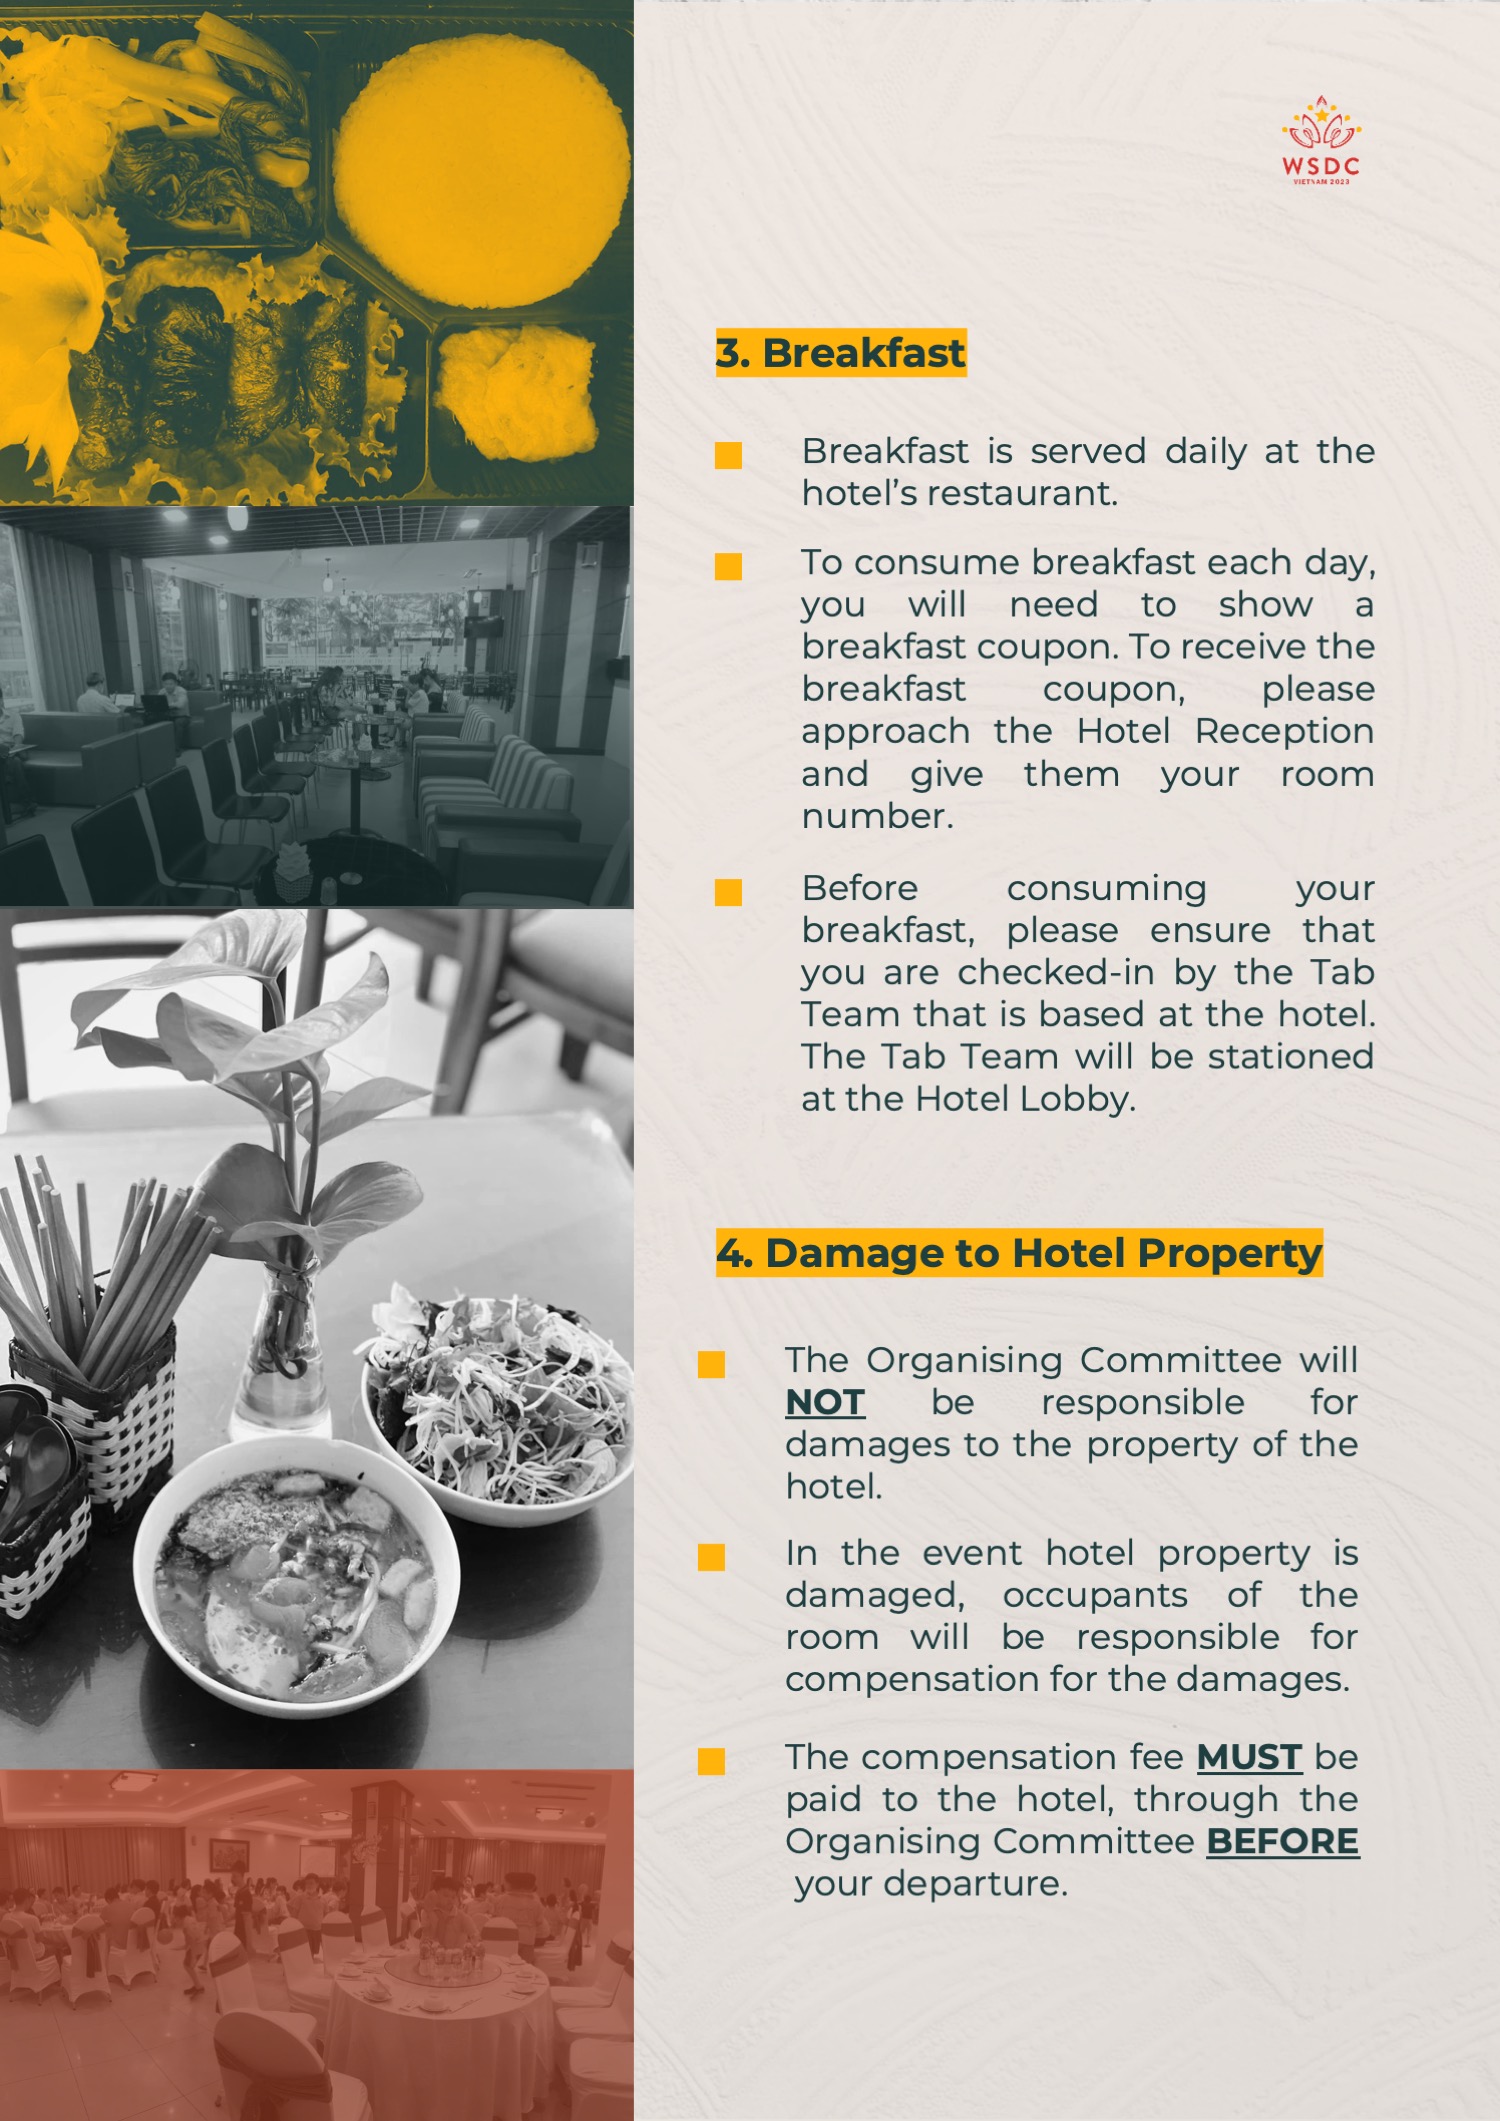 WSDC
VIETNAM 2023
3. Breakfast
Breakfast is served daily at the
hotel’s restaurant.
To consume breakfast each day,
you will need to show a
breakfast coupon. To receive the
breakfast coupon, please
approach the Hotel Reception
and give them your room
number.
Before consuming your
breakfast, please ensure that
you are checked-in by the Tab
Team that is based at the hotel.
The Tab Team will be stationed
at the Hotel Lobby.
4. Damage to Hotel Property
The Organising Committee will
NOT be responsible for
damages to the property of the
hotel.
In the event hotel property is
damaged, occupants of the
room will be responsible for
compensation for the damages.
The compensation fee MUST be
paid to the hotel, through the
Organising Committee BEFORE
your departure.